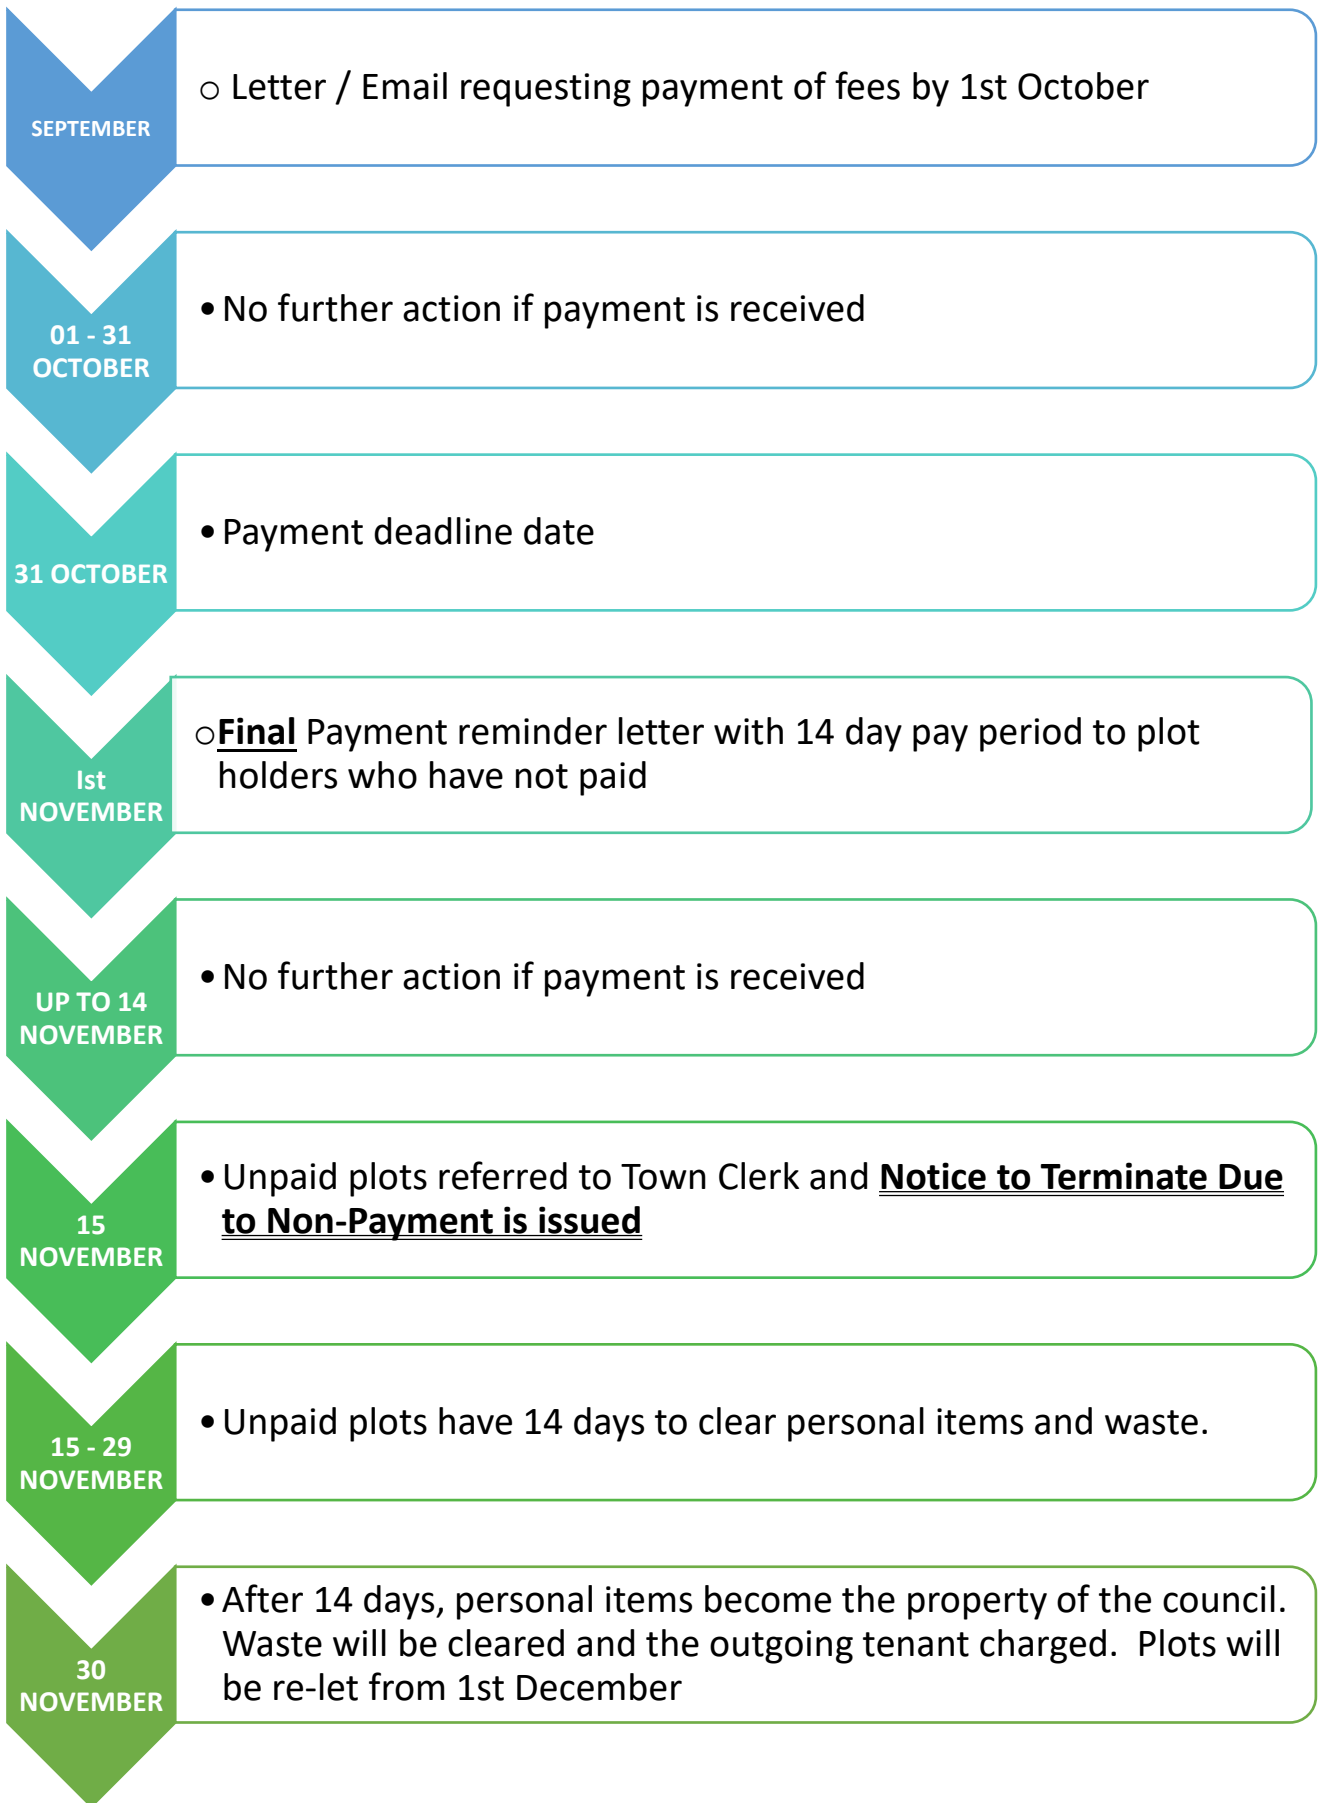 SEPTEMBER
○ Letter / Email requesting payment of fees by 1st October
01 - 31
OCTOBER
• No further action if payment is received
31 OCTOBER
• Payment deadline date
Ist
NOVEMBER
○ Final Payment reminder letter with 14 day pay period to plot
holders who have not paid
UP TO 14
NOVEMBER
• No further action if payment is received
15
NOVEMBER
• Unpaid plots referred to Town Clerk and Notice to Terminate Due
to Non-Payment is issued
15 - 29
NOVEMBER
• Unpaid plots have 14 days to clear personal items and waste.
30
NOVEMBER
• After 14 days, personal items become the property of the council.
Waste will be cleared and the outgoing tenant charged. Plots will
be re-let from 1st December